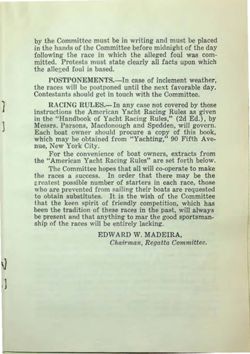 by the Committee must be in writing and must be placed
in the hands of the Committee before midnight of the day
following the race in which the alleged foul was com-
mitted. Protests must state clearly all facts upon which
the alleged foul is based.
POSTPONEMENTS.—In case of inclement weather,
the races will be postponed until the next favorable day.
Contestants should get in touch with the Committee.
RACING RULES.—In any case not covered by those
instructions the American Yacht Racing Rules as given
in the "Handbook of Yacht Racing Rules," (2d Ed.), by
Messrs. Parsons, Macdonough and Spedden, will govern.
Each boat owner should procure a copy of this book,
which may be obtained from "Yachting," 90 Fifth Ave-
nue, New York City.
For the convenience of boat owners, extracts from
the "American Yacht Racing Rules" are set forth below.
The Committee hopes that all will co-operate to make
the races a success. In order that there may be the
greatest possible number of starters in each race, those
who are prevented from sailing their boats are requested
to obtain substitutes. It is the wish of the Committee
that the keen spirit of friendly competition, which has
been the tradition of these races in the past, will always
be present and that anything to mar the good sportsman-
ship of the races will be entirely lacking.
EDWARD W. MADEIRA,
Chairman, Regatta Committee.